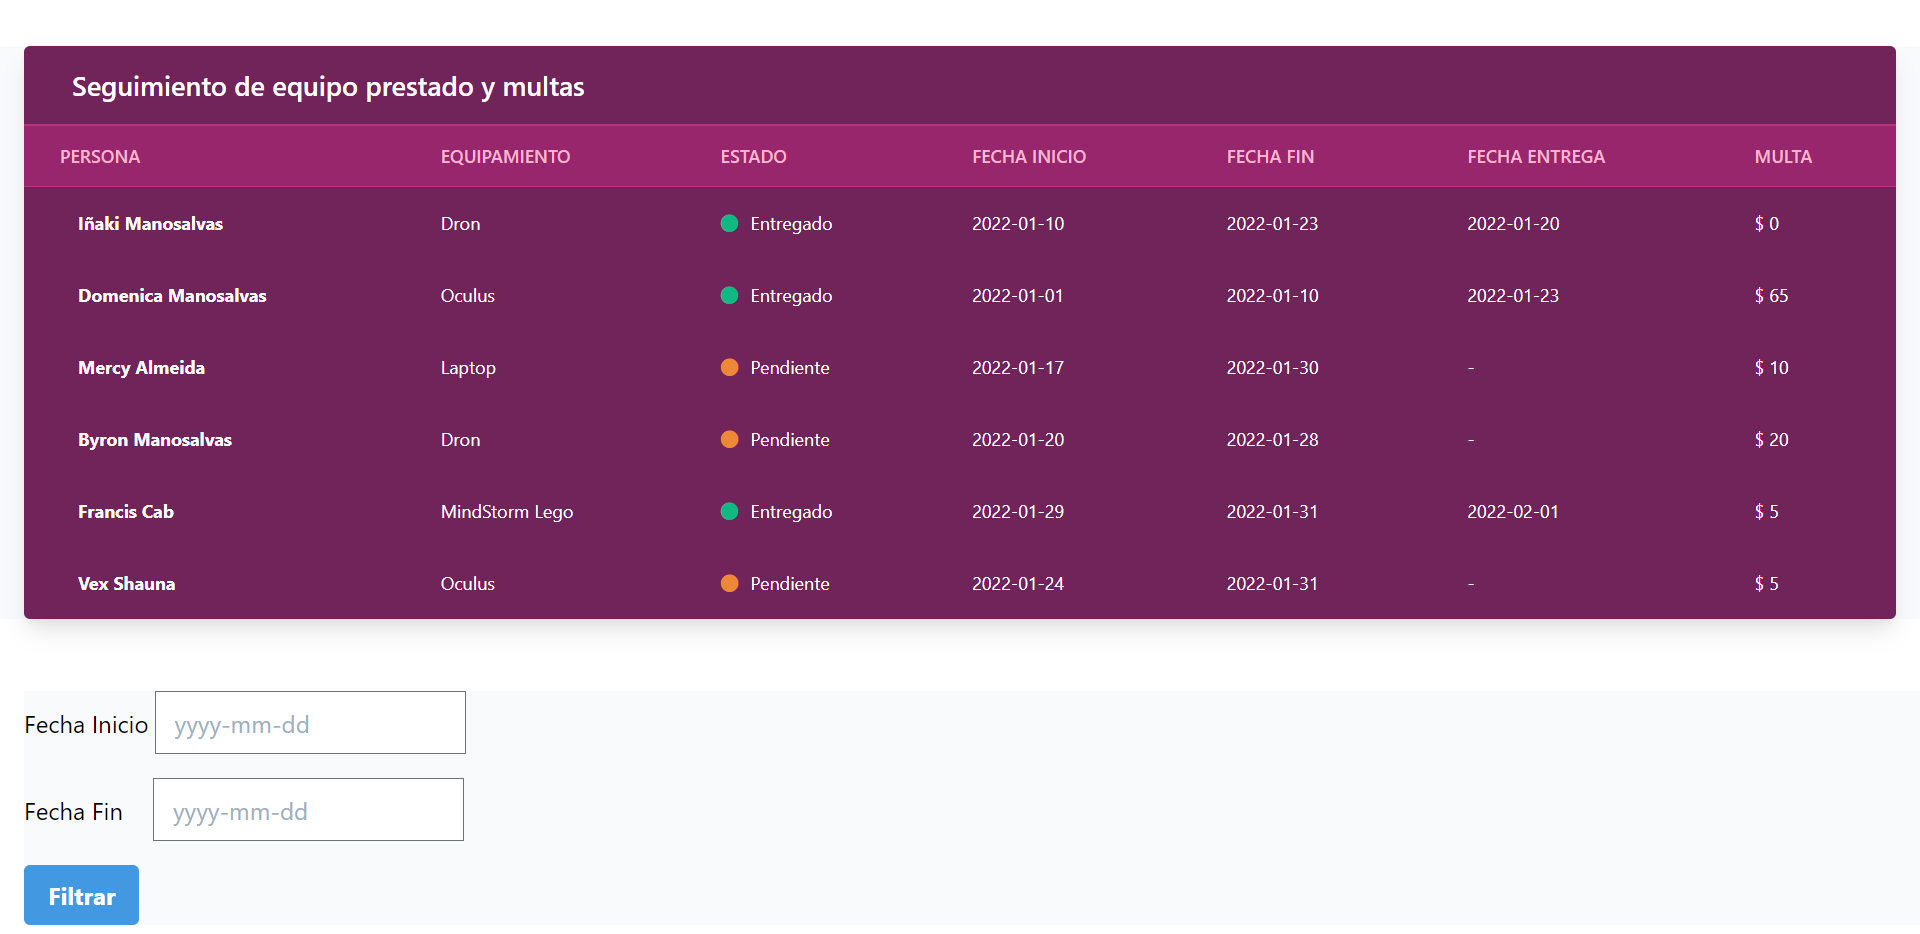 Seguimiento de equipo prestado y multas
PERSONA EQUIPAMIENTO ESTADO FECHA INICIO FECHA FIN FECHA ENTREGA MULTA
Iñaki Manosalvas Dron Entregado 2022-01-10 2022-01-23 2022-01-20 $ 0
Domenica Manosalvas Oculus Entregado 2022-01-01 2022-01-10 2022-01-23 $ 65
Mercy Almeida Laptop Pendiente 2022-01-17 2022-01-30 - $ 10
Byron Manosalvas Dron Pendiente 2022-01-20 2022-01-28 - $ 20
Francis Cab MindStorm Lego Entregado 2022-01-29 2022-01-31 2022-02-01 $ 5
Vex Shauna Oculus Pendiente 2022-01-24 2022-01-31 - $ 5
Fecha Inicio yyyy-mm-dd
Fecha Fin yyyy-mm-dd
Filtrar